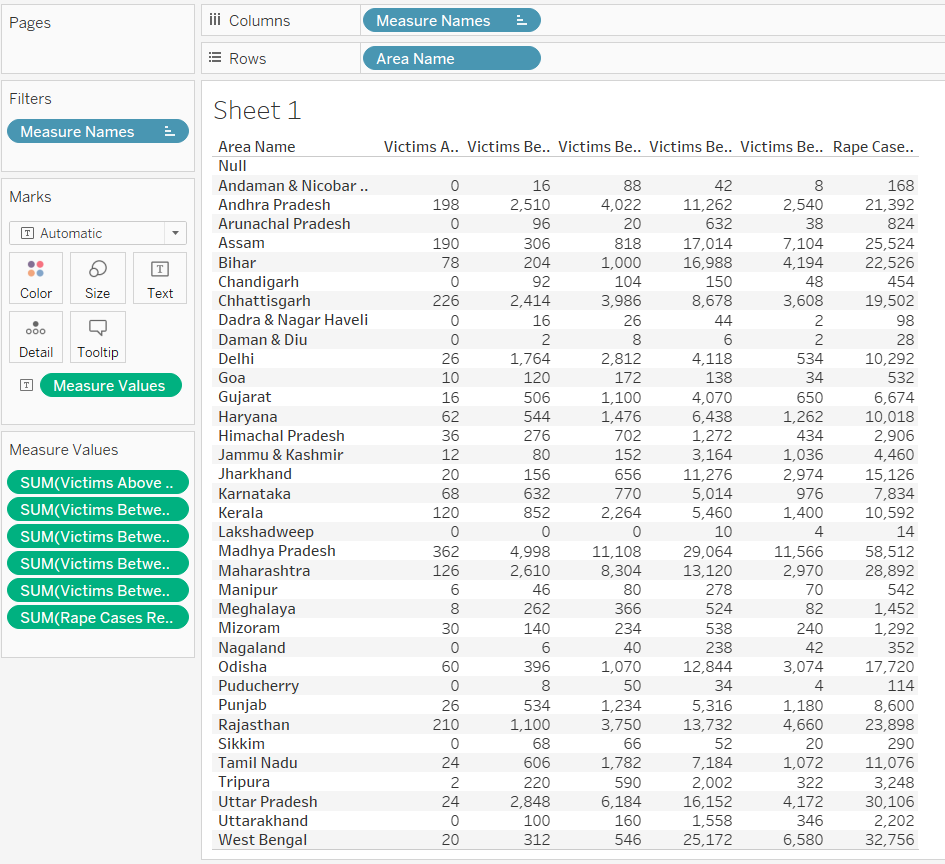 Pages
Columns Measure Names
Rows Area Name
Filters
Measure Names
Marks
Automatic
Color Size Text
Detail Tooltip
Measure Values
Measure Values
SUM(Victims Above ..
SUM(Victims Betwe..
SUM(Victims Betwe..
SUM(Victims Betwe..
SUM(Victims Betwe..
SUM(Rape Cases Re..
Sheet 1
Area Name Victims A.. Victims Be.. Victims Be.. Victims Be.. Victims Be.. Rape Case..
Null
Andaman & Nicobar .. 0 16 88 42 8 168
Andhra Pradesh 198 2,510 4,022 11,262 2,540 21,392
Arunachal Pradesh 0 96 20 632 38 824
Assam 190 306 818 17,014 7,104 25,524
Bihar 78 204 1,000 16,988 4,194 22,526
Chandigarh 0 92 104 150 48 454
Chhattisgarh 226 2,414 3,986 8,678 3,608 19,502
Dadra & Nagar Haveli 0 16 26 44 2 98
Daman & Diu 0 2 8 6 2 28
Delhi 26 1,764 2,812 4,118 534 10,292
Goa 10 120 172 138 34 532
Gujarat 16 506 1,100 4,070 650 6,674
Haryana 62 544 1,476 6,438 1,262 10,018
Himachal Pradesh 36 276 702 1,272 434 2,906
Jammu & Kashmir 12 80 152 3,164 1,036 4,460
Jharkhand 20 156 656 11,276 2,974 15,126
Karnataka 68 632 770 5,014 976 7,834
Kerala 120 852 2,264 5,460 1,400 10,592
Lakshadweep 0 0 0 10 4 14
Madhya Pradesh 362 4,998 11,108 29,064 11,566 58,512
Maharashtra 126 2,610 8,304 13,120 2,970 28,892
Manipur 6 46 80 278 70 542
Meghalaya 8 262 366 524 82 1,452
Mizoram 30 140 234 538 240 1,292
Nagaland 0 6 40 238 42 352
Odisha 60 396 1,070 12,844 3,074 17,720
Puducherry 0 8 50 34 4 114
Punjab 26 534 1,234 5,316 1,180 8,600
Rajasthan 210 1,100 3,750 13,732 4,660 23,898
Sikkim 0 68 66 52 20 290
Tamil Nadu 24 606 1,782 7,184 1,072 11,076
Tripura 2 220 590 2,002 322 3,248
Uttar Pradesh 24 2,848 6,184 16,152 4,172 30,106
Uttarakhand 0 100 160 1,558 346 2,202
West Bengal 20 312 546 25,172 6,580 32,756